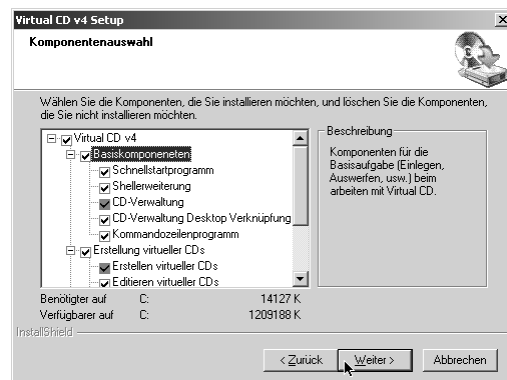 Virtual CD v4 Setup
Komponentenauswahl
Wählen Sie die Komponenten, die Sie installieren möchten, und löschen Sie die Komponenten,
die Sie nicht installieren möchten.
Virtual CD v4
Basiskomponeneten
Schnellstartprogramm
Shellerweiterung
CD-Verwaltung
CD-Verwaltung Desktop Verknüpfung
Kommandozeilenprogramm
Erstellung virtueller CDs
Erstellen virtueller CDs
Editieren virtueller CDs
Beschreibung
Komponenten für die
Basisaufgabe (Einlegen,
Auswerfen, usw.) beim
arbeiten mit Virtual CD.
Benötigter auf C: 14127 K
Verfügbarer auf C: 1209188 K
InstallShield
< Zurück
Weiter >
Abbrechen